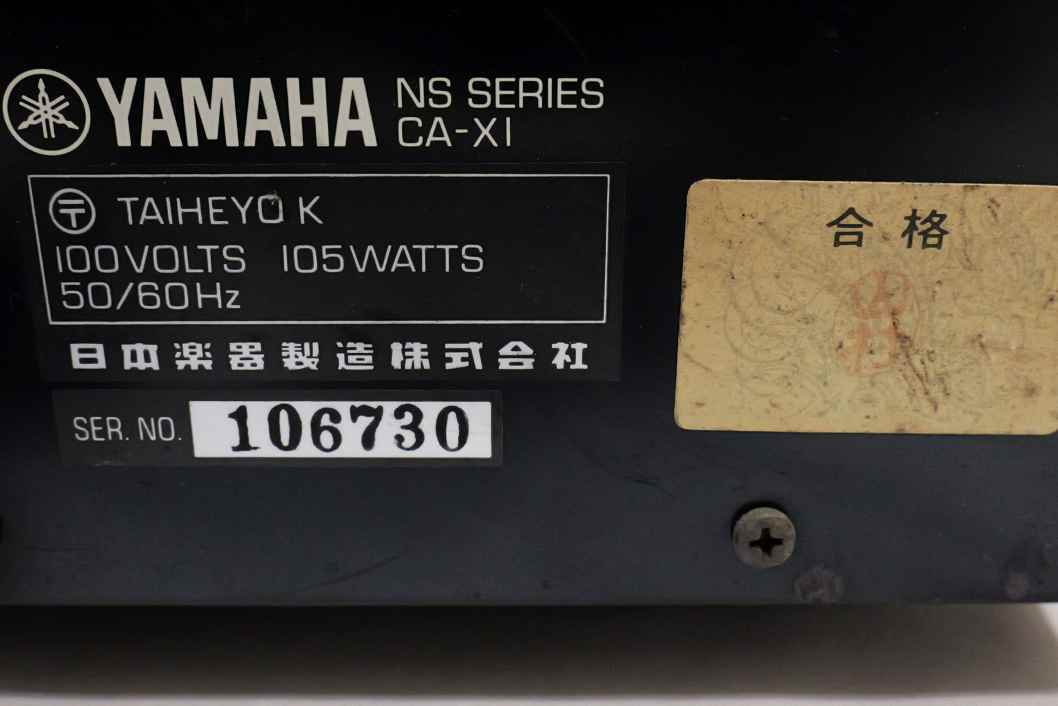 YAMAHA NS SERIES
CA-X1
〒 TAIHEYO K
100VOLTS 105WATTS
50/60Hz
日本楽器製造株式会社
SER. NO. 106730
合格